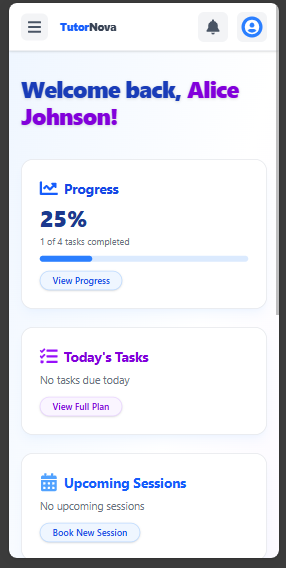 TutorNova
Welcome back, Alice
Johnson!
Progress
25%
1 of 4 tasks completed
View Progress
Today's Tasks
No tasks due today
View Full Plan
Upcoming Sessions
No upcoming sessions
Book New Session